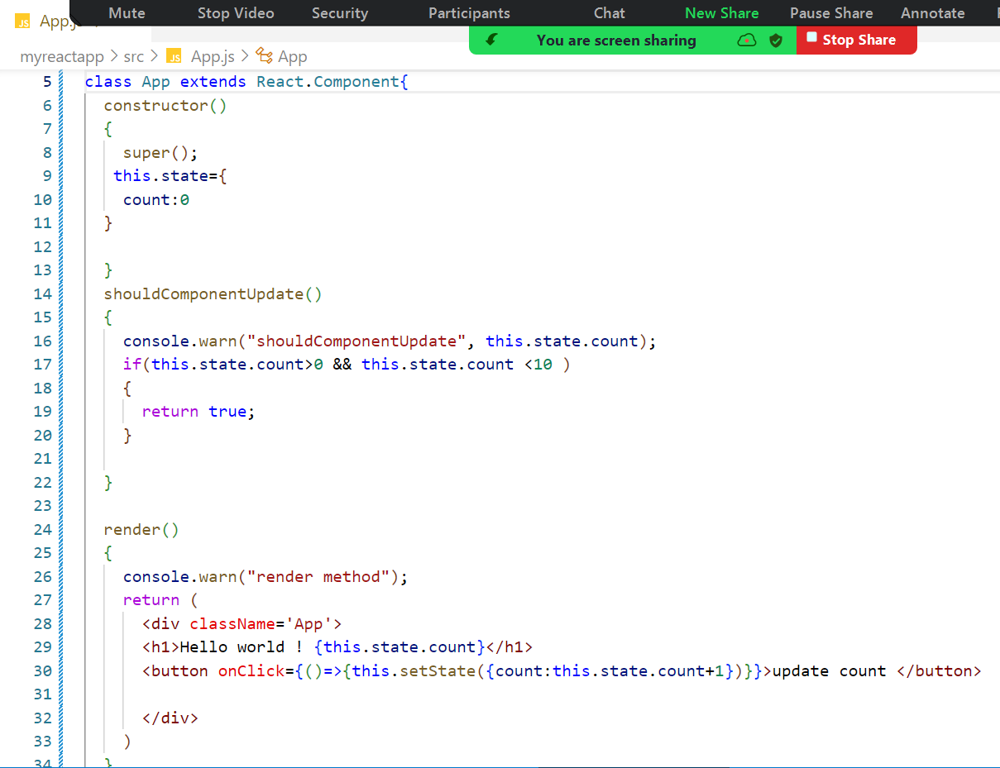 Mute Stop Video Security Participants Chat New Share Pause Share Annotate
JS App.js
You are screen sharing Stop Share
myreactapp > src > JS App.js > App
5 class App extends React.Component{
6 constructor()
7 {
8 super();
9 this.state={
10 count:0
11 }
12
13 }
14 shouldComponentUpdate()
15 {
16 console.warn("shouldComponentUpdate", this.state.count);
17 if(this.state.count>0 && this.state.count <10 )
18 {
19 return true;
20 }
21
22 }
23
24 render()
25 {
26 console.warn("render method");
27 return (
28 <div className='App'>
29 <h1>Hello world ! {this.state.count}</h1>
30 <button onClick={()=>{this.setState({count:this.state.count+1})}}>update count </button>
31
32 </div>
33 )
34 }